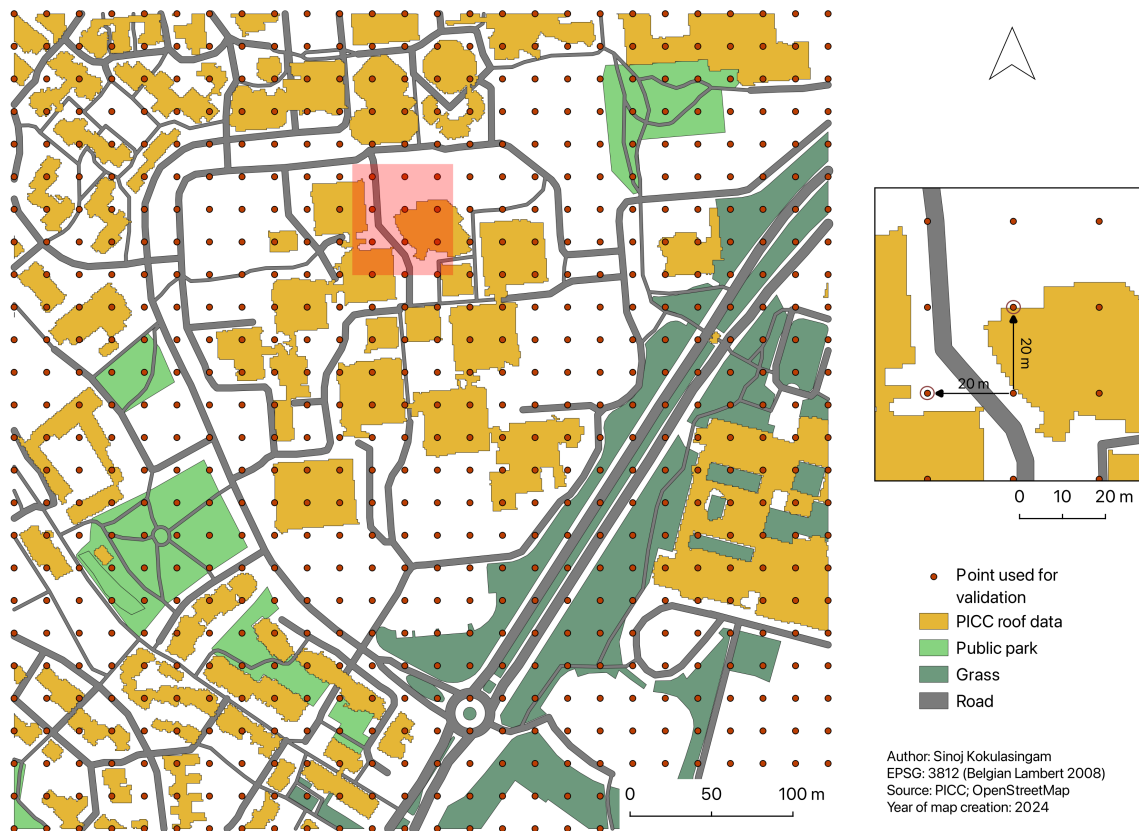 20 m
20 m
0 10 20 m
Point used for
validation
PICC roof data
Public park
Grass
Road
Author: Sinoj Kokulasingam
EPSG: 3812 (Belgian Lambert 2008)
Source: PICC; OpenStreetMap
Year of map creation: 2024
0 50 100 m